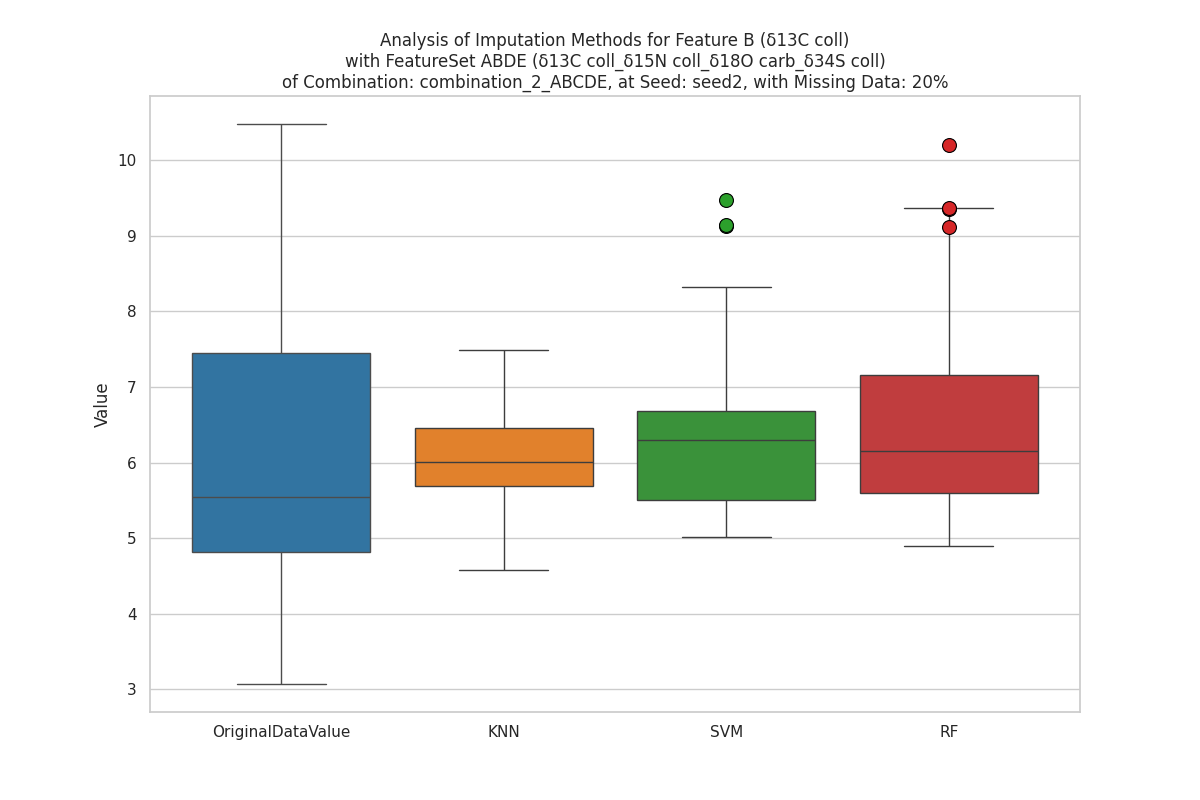 Analysis of Imputation Methods for Feature B (δ13C coll)
with FeatureSet ABDE (δ13C coll_δ15N coll_δ18O carb_δ34S coll)
of Combination: combination_2_ABCDE, at Seed: seed2, with Missing Data: 20%
Value
10
9
8
7
6
5
4
3
OriginalDataValue
KNN
SVM
RF